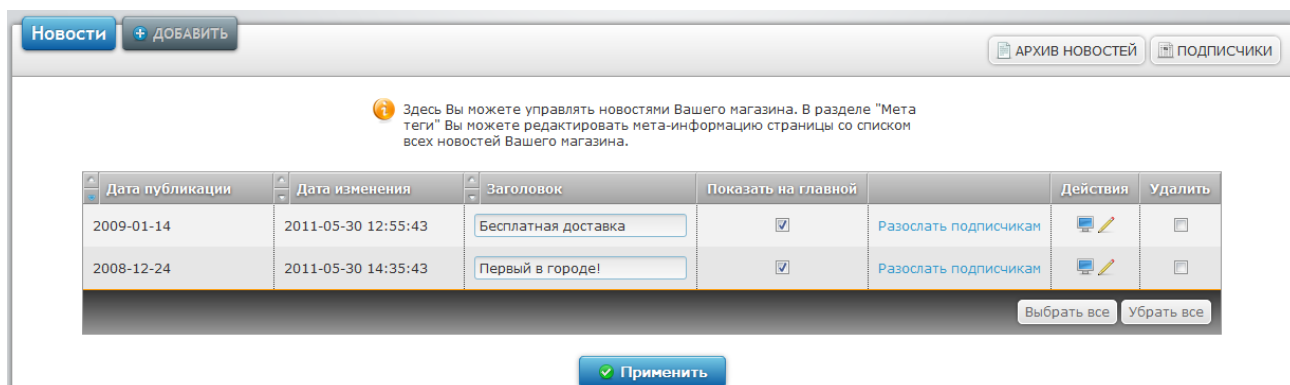 Новости ДОБАВИТЬ
АРХИВ НОВОСТЕЙ ПОДПИСЧИКИ
Здесь Вы можете управлять новостями Вашего магазина. В разделе "Мета
теги" Вы можете редактировать мета-информацию страницы со списком
всех новостей Вашего магазина.
Дата публикации Дата изменения Заголовок Показать на главной Действия Удалить
2009-01-14 2011-05-30 12:55:43 Бесплатная доставка Разослать подписчикам
2008-12-24 2011-05-30 14:35:43 Первый в городе! Разослать подписчикам
Выбрать все Убрать все
Применить